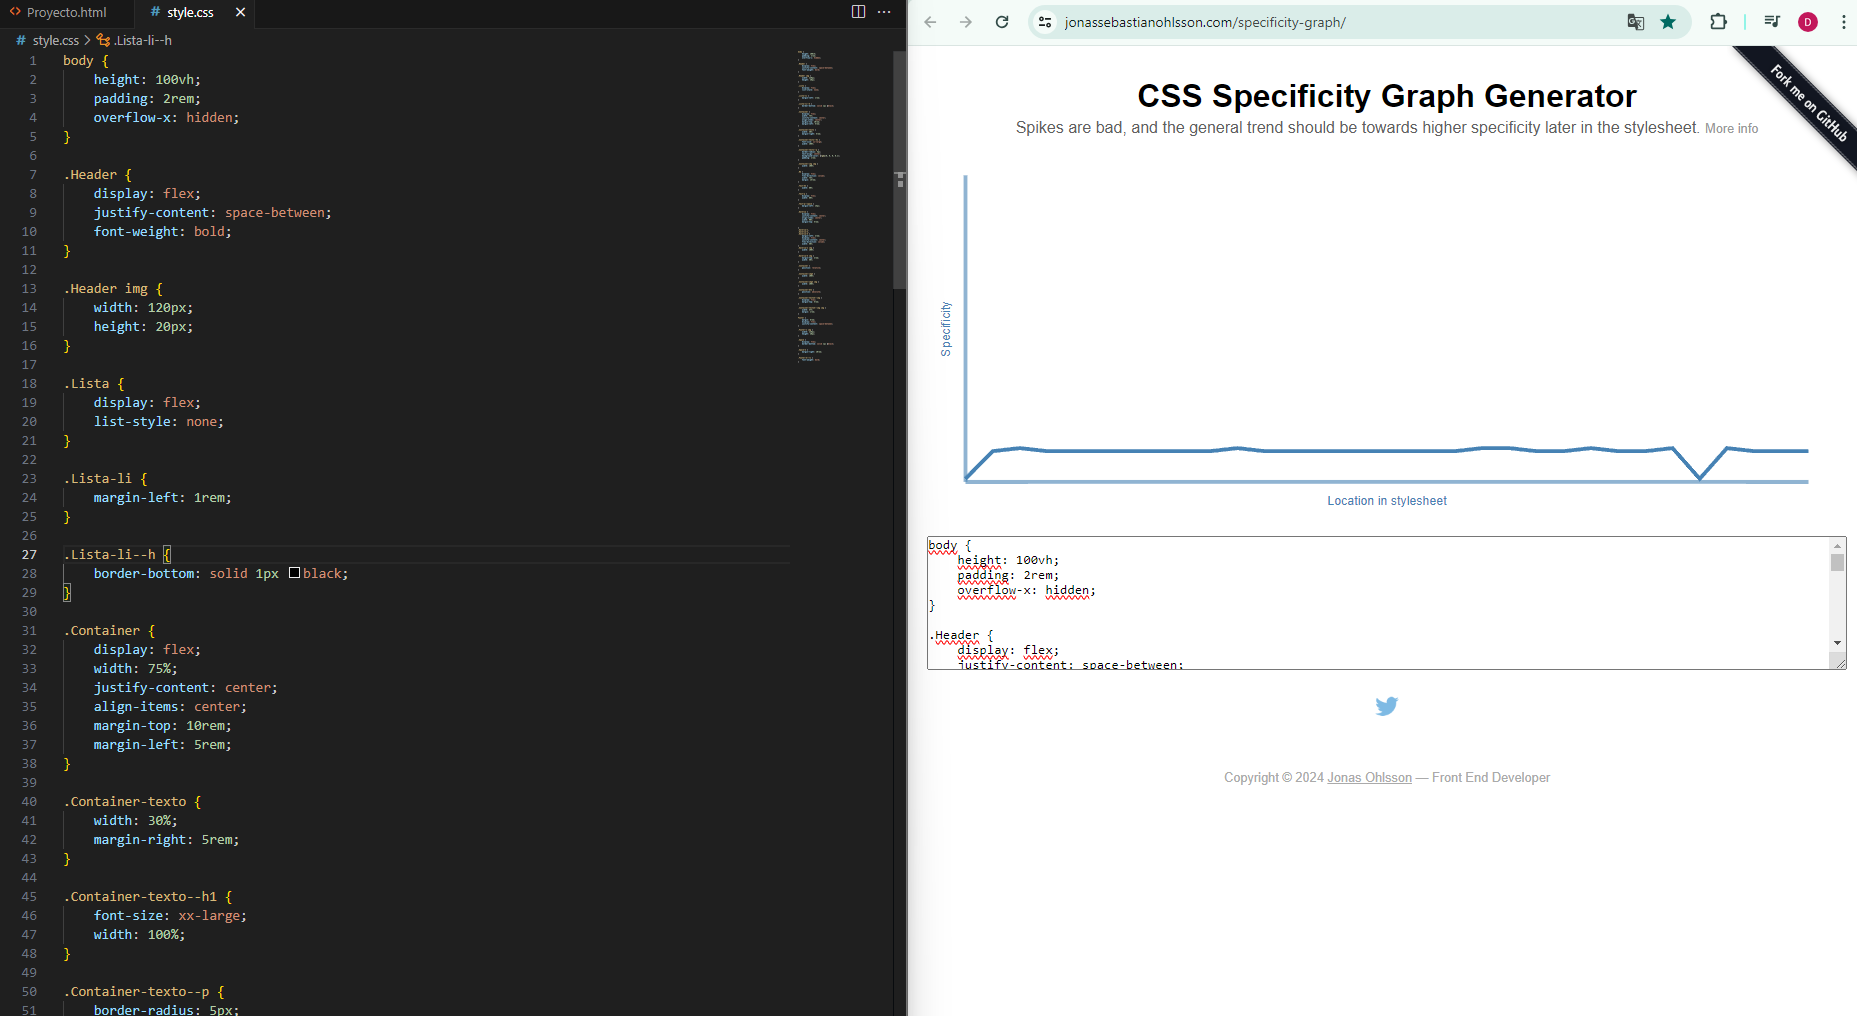 Proyecto.html
# style.css ×
# style.css > .Lista-li--h
1 body {
2 height: 100vh;
3 padding: 2rem;
4 overflow-x: hidden;
5 }
6
7 .Header {
8 display: flex;
9 justify-content: space-between;
10 font-weight: bold;
11 }
12
13 .Header img {
14 width: 120px;
15 height: 20px;
16 }
17
18 .Lista {
19 display: flex;
20 list-style: none;
21 }
22
23 .Lista-li {
24 margin-left: 1rem;
25 }
26
27 .Lista-li--h {
28 border-bottom: solid 1px black;
29 }
30
31 .Container {
32 display: flex;
33 width: 75%;
34 justify-content: center;
35 align-items: center;
36 margin-top: 10rem;
37 margin-left: 5rem;
38 }
39
40 .Container-texto {
41 width: 30%;
42 margin-right: 5rem;
43 }
44
45 .Container-texto--h1 {
46 font-size: xx-large;
47 width: 100%;
48 }
49
50 .Container-texto--p {
51 border-radius: 5px;
jonassebastianohlsson.com/specificity-graph/
D
Fork me on GitHub
CSS Specificity Graph Generator
Spikes are bad, and the general trend should be towards higher specificity later in the stylesheet. More info
Specificity
Location in stylesheet
body {
height: 100vh;
padding: 2rem;
overflow-x: hidden;
}
.Header {
display: flex;
justify-content: space-between;
Copyright © 2024 Jonas Ohlsson — Front End Developer